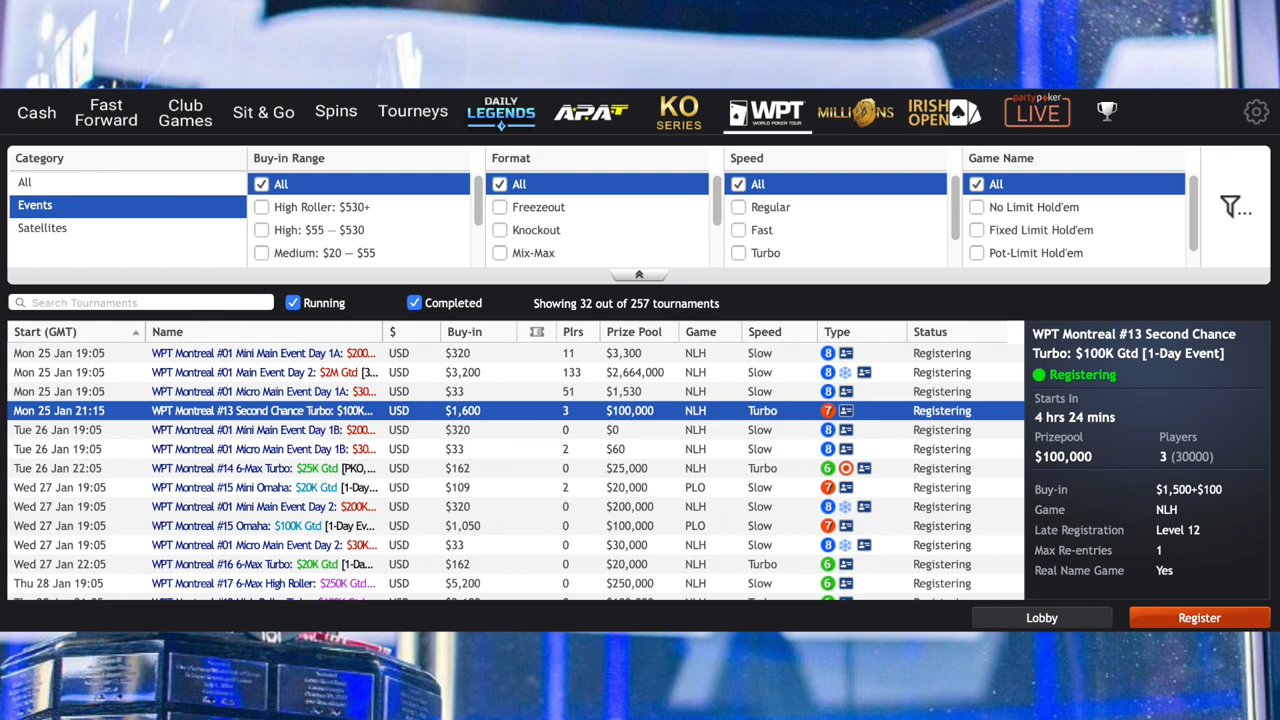 Cash
Fast Forward
Club Games
Sit & Go
Spins
Tourneys
DAILY LEGENDS
APAT
KO SERIES
WPT WORLD POKER TOUR
MILLIONS
IRISH OPEN
partypoker LIVE
Category
All
Events
Satellites
Buy-in Range
All
High Roller: $530+
High: $55 – $530
Medium: $20 – $55
Format
All
Freezeout
Knockout
Mix-Max
Speed
All
Regular
Fast
Turbo
Game Name
All
No Limit Hold'em
Fixed Limit Hold'em
Pot-Limit Hold'em
Search Tournaments
Running
Completed
Showing 32 out of 257 tournaments
Start (GMT) Name $ Buy-in Plrs Prize Pool Game Speed Type Status
Mon 25 Jan 19:05 WPT Montreal #01 Mini Main Event Day 1A: $200... USD $320 11 $3,300 NLH Slow 8 Registering
Mon 25 Jan 19:05 WPT Montreal #01 Main Event Day 2: $2M Gtd [3... USD $3,200 133 $2,664,000 NLH Slow 8 Registering
Mon 25 Jan 19:05 WPT Montreal #01 Micro Main Event Day 1A: $30... USD $33 51 $1,530 NLH Slow 8 Registering
Mon 25 Jan 21:15 WPT Montreal #13 Second Chance Turbo: $100K... USD $1,600 3 $100,000 NLH Turbo 7 Registering
Tue 26 Jan 19:05 WPT Montreal #01 Mini Main Event Day 1B: $200... USD $320 0 $0 NLH Slow 8 Registering
Tue 26 Jan 19:05 WPT Montreal #01 Micro Main Event Day 1B: $30... USD $33 2 $60 NLH Slow 8 Registering
Tue 26 Jan 22:05 WPT Montreal #14 6-Max Turbo: $25K Gtd [PKO,... USD $162 0 $25,000 NLH Turbo 6 Registering
Wed 27 Jan 19:05 WPT Montreal #15 Mini Omaha: $20K Gtd [1-Day... USD $109 2 $20,000 PLO Slow 7 Registering
Wed 27 Jan 19:05 WPT Montreal #01 Mini Main Event Day 2: $200K... USD $320 0 $200,000 NLH Slow 8 Registering
Wed 27 Jan 19:05 WPT Montreal #15 Omaha: $100K Gtd [1-Day Ev... USD $1,050 0 $100,000 PLO Slow 7 Registering
Wed 27 Jan 19:05 WPT Montreal #01 Micro Main Event Day 2: $30K... USD $33 0 $30,000 NLH Slow 8 Registering
Wed 27 Jan 22:05 WPT Montreal #16 6-Max Turbo: $20K Gtd [1-Da... USD $162 0 $20,000 NLH Turbo 6 Registering
Thu 28 Jan 19:05 WPT Montreal #17 6-Max High Roller: $250K Gtd... USD $5,200 0 $250,000 NLH Slow 6 Registering
WPT Montreal #13 Second Chance
Turbo: $100K Gtd [1-Day Event]
Registering
Starts In
4 hrs 24 mins
Prizepool Players
$100,000 3 (30000)
Buy-in $1,500+$100
Game NLH
Late Registration Level 12
Max Re-entries 1
Real Name Game Yes
Lobby
Register